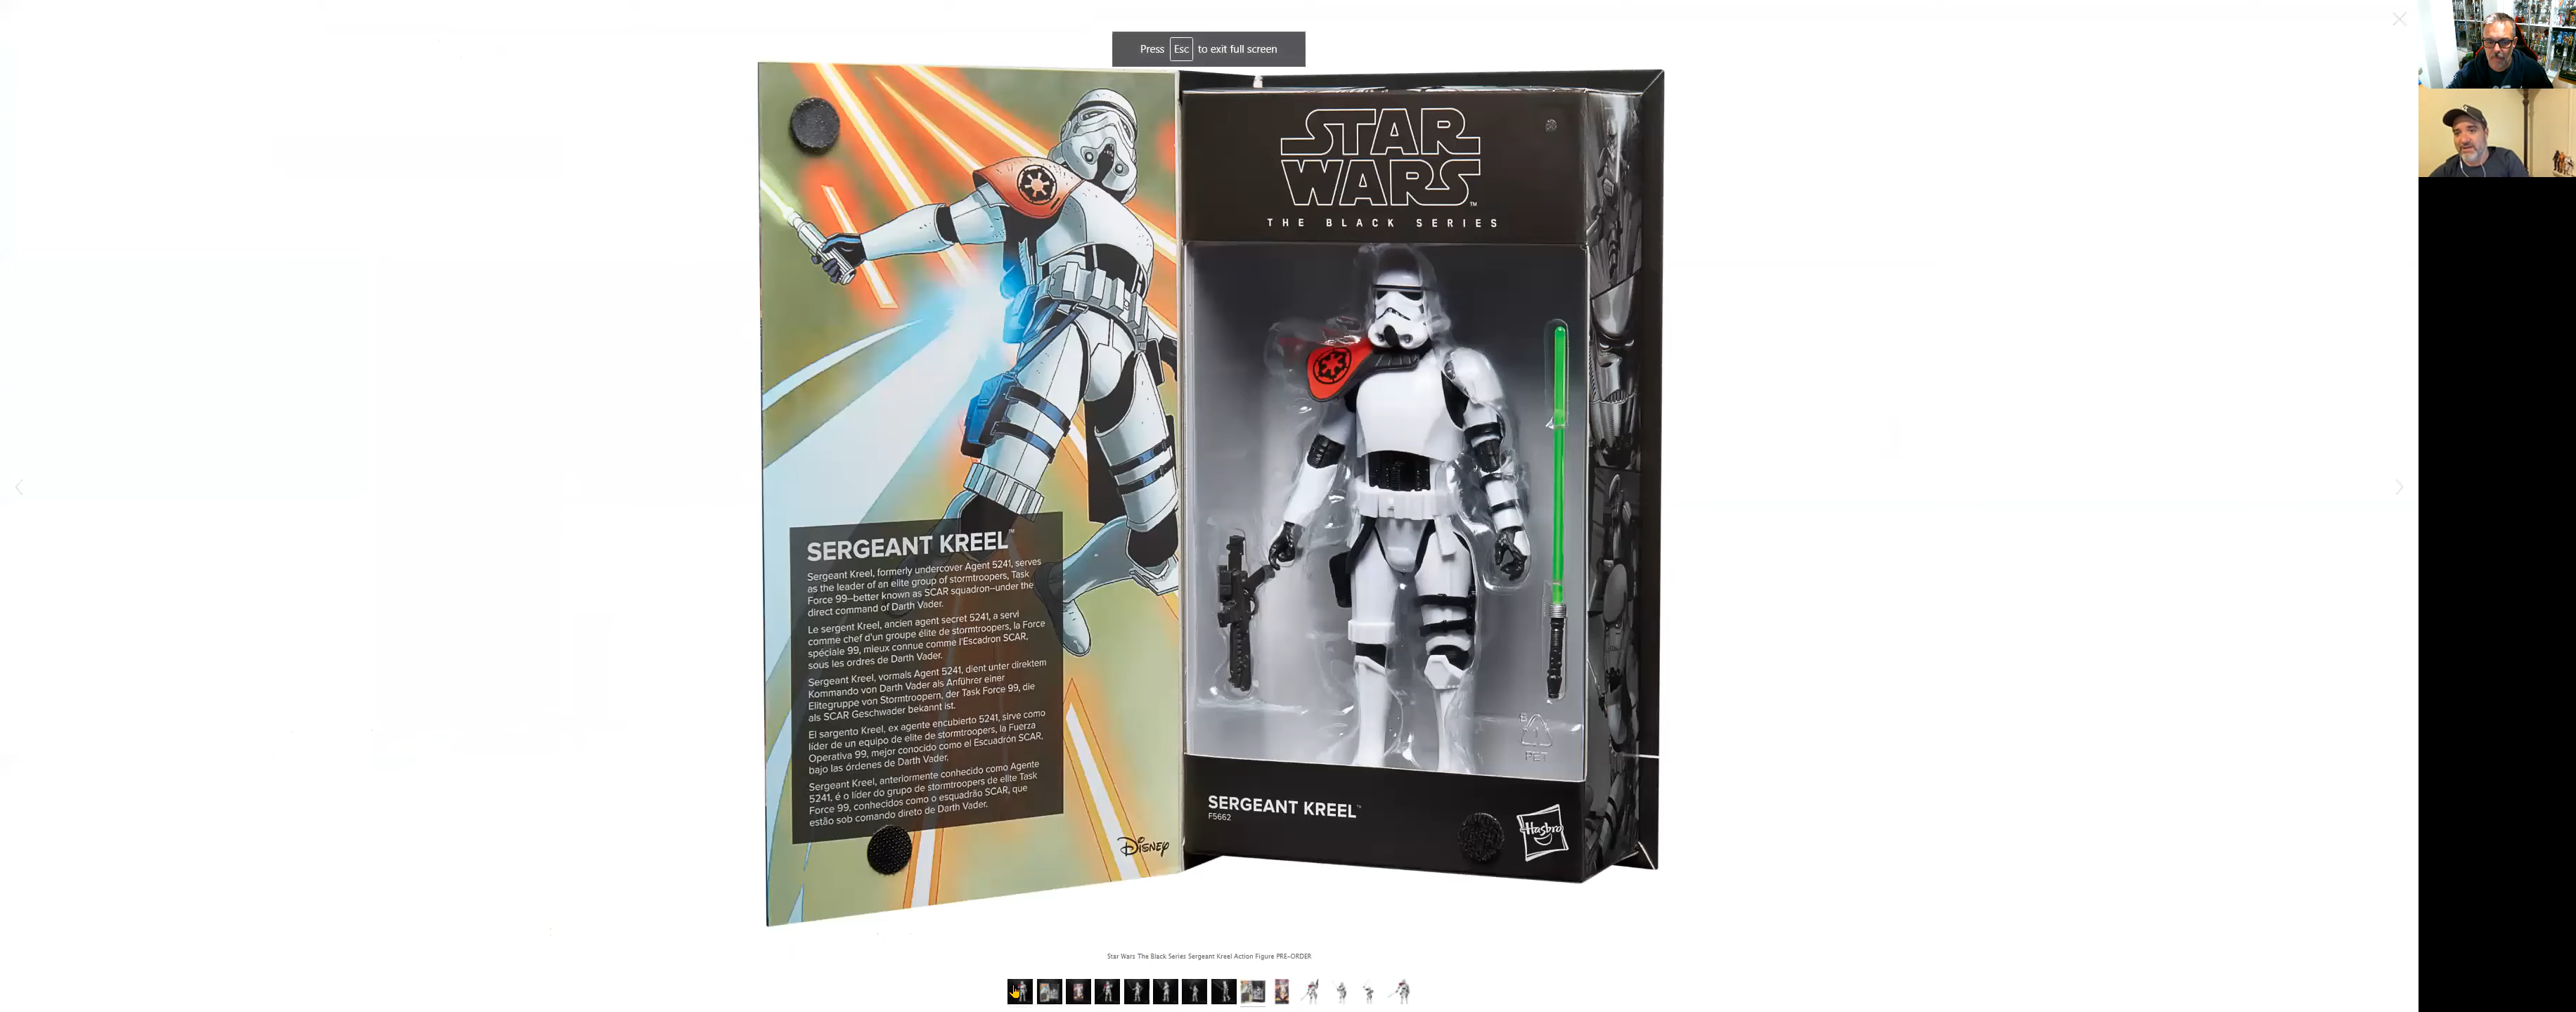 Press Esc to exit full screen
SERGEANT KREEL™
Sergeant Kreel, formerly undercover Agent 5241, serves
as the leader of an elite group of stormtroopers, Task
Force 99--better known as SCAR squadron--under the
direct command of Darth Vader.
Le sergent Kreel, ancien agent secret 5241, a servi
comme chef d'un groupe élite de stormtroopers, la Force
spéciale 99, mieux connue comme l'Escadron SCAR,
sous les ordres de Darth Vader.
Sergeant Kreel, vormals Agent 5241, dient unter direktem
Kommando von Darth Vader als Anführer einer
Elitegruppe von Stormtroopern, der Task Force 99, die
als SCAR Geschwader bekannt ist.
El sargento Kreel, ex agente encubierto 5241, sirve como
líder de un equipo de elite de stormtroopers, la Fuerza
Operativa 99, mejor conocido como el Escuadrón SCAR,
bajo las órdenes de Darth Vader.
Sergeant Kreel, anteriormente conhecido como Agente
5241, é o líder do grupo de stormtroopers de elite Task
Force 99, conhecidos como o esquadrão SCAR, que
estão sob comando direto de Darth Vader.
Disney
STAR
WARS™
THE BLACK SERIES
1
PET
SERGEANT KREEL™
F5662
Hasbro
Star Wars The Black Series Sergeant Kreel Action Figure PRE-ORDER